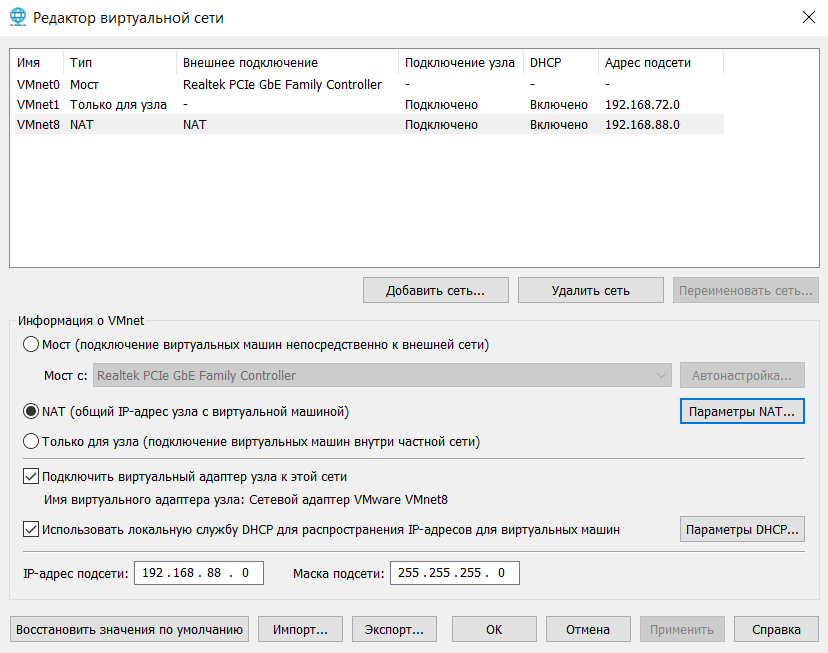 Редактор виртуальной сети
Имя Тип Внешнее подключение Подключение узла DHCP Адрес подсети
VMnet0 Мост Realtek PCIe GbE Family Controller - - -
VMnet1 Только для узла - Подключено Включено 192.168.72.0
VMnet8 NAT NAT Подключено Включено 192.168.88.0
Добавить сеть... Удалить сеть Переименовать сеть...
Информация о VMnet
Мост (подключение виртуальных машин непосредственно к внешней сети)
Мост с: Realtek PCIe GbE Family Controller Автонастройка...
NAT (общий IP-адрес узла с виртуальной машиной) Параметры NAT...
Только для узла (подключение виртуальных машин внутри частной сети)
Подключить виртуальный адаптер узла к этой сети
Имя виртуального адаптера узла: Сетевой адаптер VMware VMnet8
Использовать локальную службу DHCP для распространения IP-адресов для виртуальных машин Параметры DHCP...
IP-адрес подсети: 192 . 168 . 88 . 0 Маска подсети: 255 . 255 . 255 . 0
Восстановить значения по умолчанию Импорт... Экспорт... ОК Отмена Применить Справка